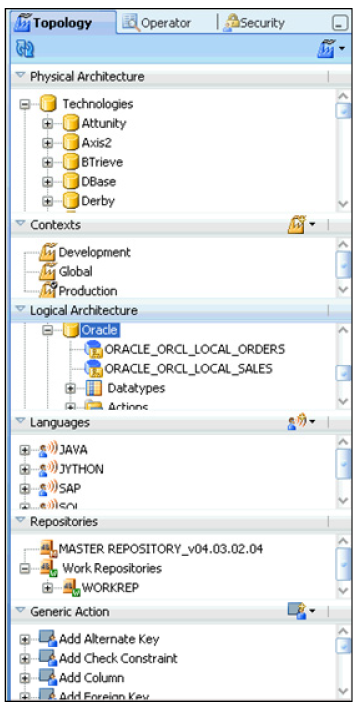 Topology Operator Security
Physical Architecture
Technologies
Attunity
Axis2
BTrieve
DBase
Derby
Contexts
Development
Global
Production
Logical Architecture
Oracle
ORACLE_ORCL_LOCAL_ORDERS
ORACLE_ORCL_LOCAL_SALES
Datatypes
Actions
Languages
JAVA
JYTHON
SAP
SQL
Repositories
MASTER REPOSITORY_v04.03.02.04
Work Repositories
WORKREP
Generic Action
Add Alternate Key
Add Check Constraint
Add Column
Add Foreign Key